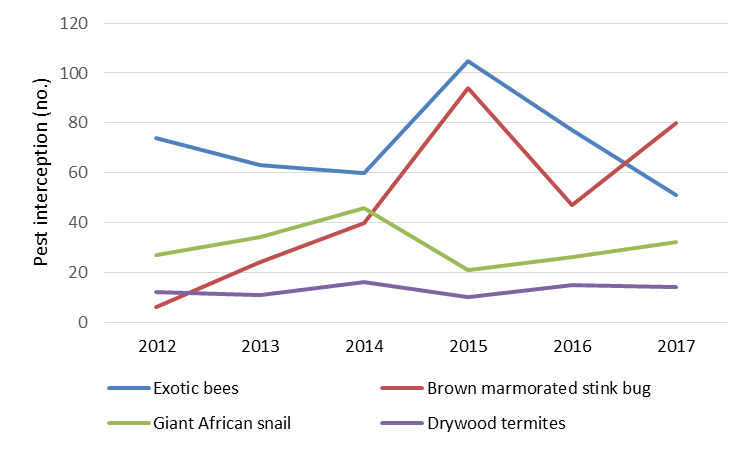 120
100
80
60
40
20
0
Pest interception (no.)
2012 2013 2014 2015 2016 2017
Exotic bees Brown marmorated stink bug
Giant African snail Drywood termites